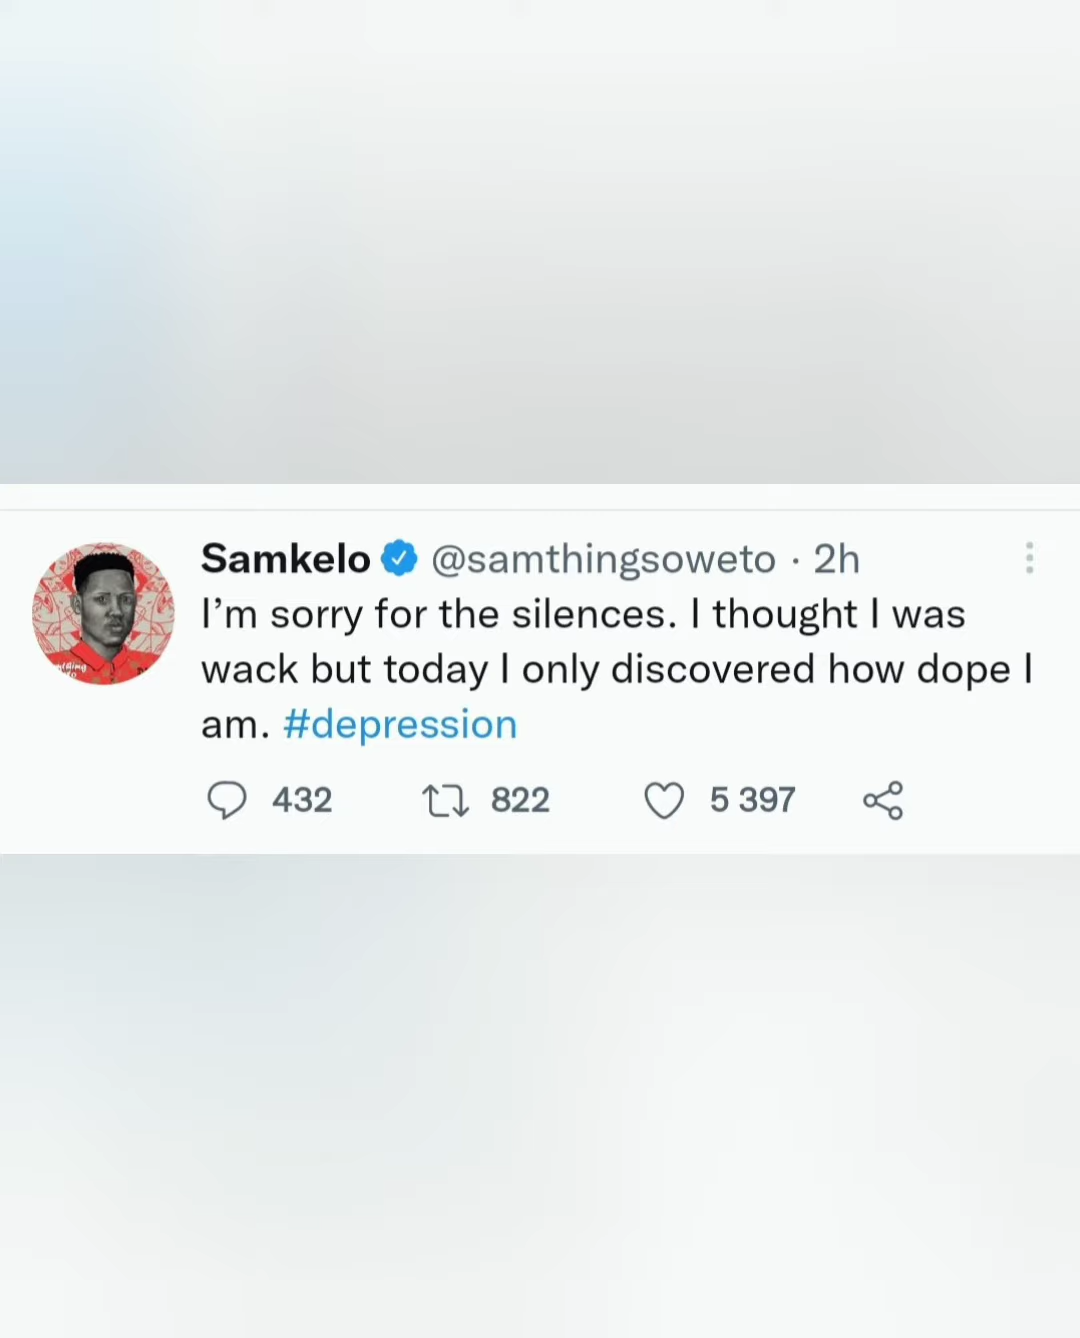 Samkelo @samthingsoweto · 2h
I’m sorry for the silences. I thought I was
wack but today I only discovered how dope I
am. #depression
432 822 5 397